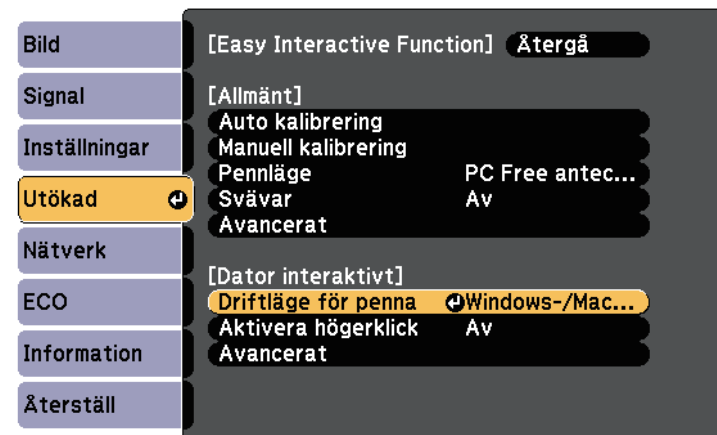 Bild
Signal
Inställningar
Utökad
Nätverk
ECO
Information
Återställ
[Easy Interactive Function] Återgå
[Allmänt]
Auto kalibrering
Manuell kalibrering
Pennläge PC Free antec...
Svävar Av
Avancerat
[Dator interaktivt]
Driftläge för penna Windows-/Mac...
Aktivera högerklick Av
Avancerat